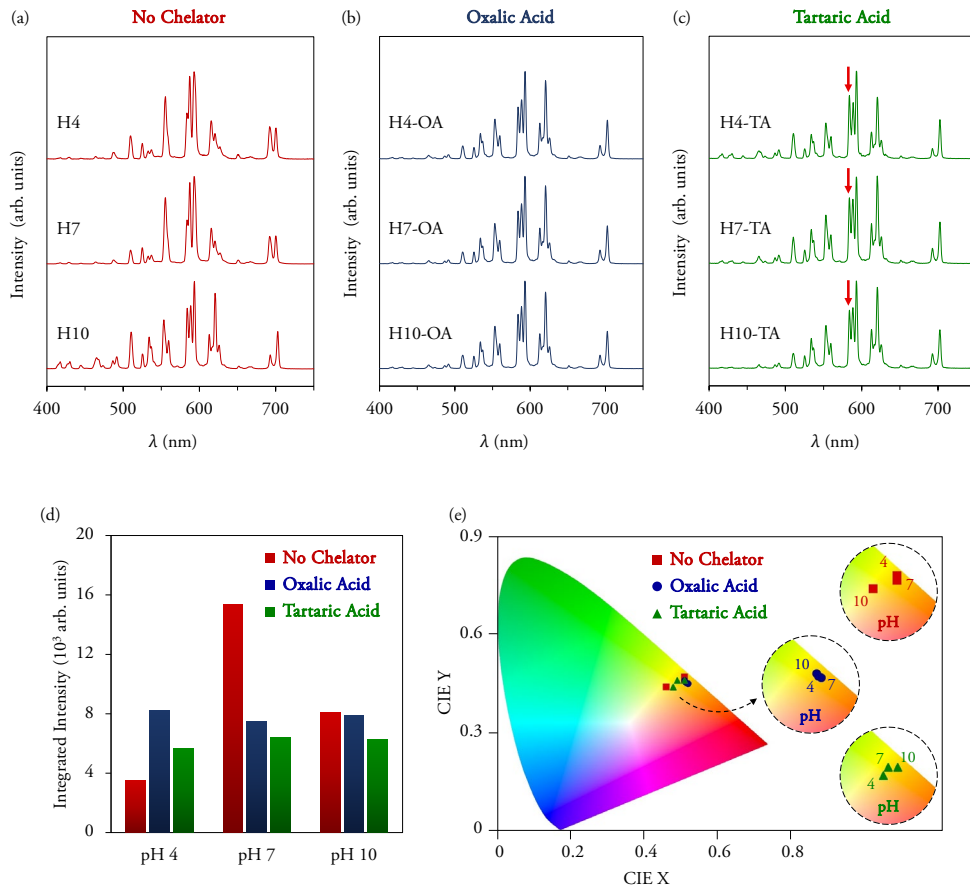 (a)
No Chelator
Intensity (arb. units)
H4
H7
H10
400 500 600 700
λ (nm)
(b)
Oxalic Acid
Intensity (arb. units)
H4-OA
H7-OA
H10-OA
400 500 600 700
λ (nm)
(c)
Tartaric Acid
Intensity (arb. units)
H4-TA
H7-TA
H10-TA
400 500 600 700
λ (nm)
(d)
Integrated Intensity (10³ arb. units)
20
16
12
8
4
0
No Chelator
Oxalic Acid
Tartaric Acid
pH 4 pH 7 pH 10
(e)
CIE Y
0.9
0.6
0.3
0
No Chelator
Oxalic Acid
Tartaric Acid
4
7
10
pH
10
4 7
pH
7 10
4
pH
0 0.2 0.4 0.6 0.8
CIE X